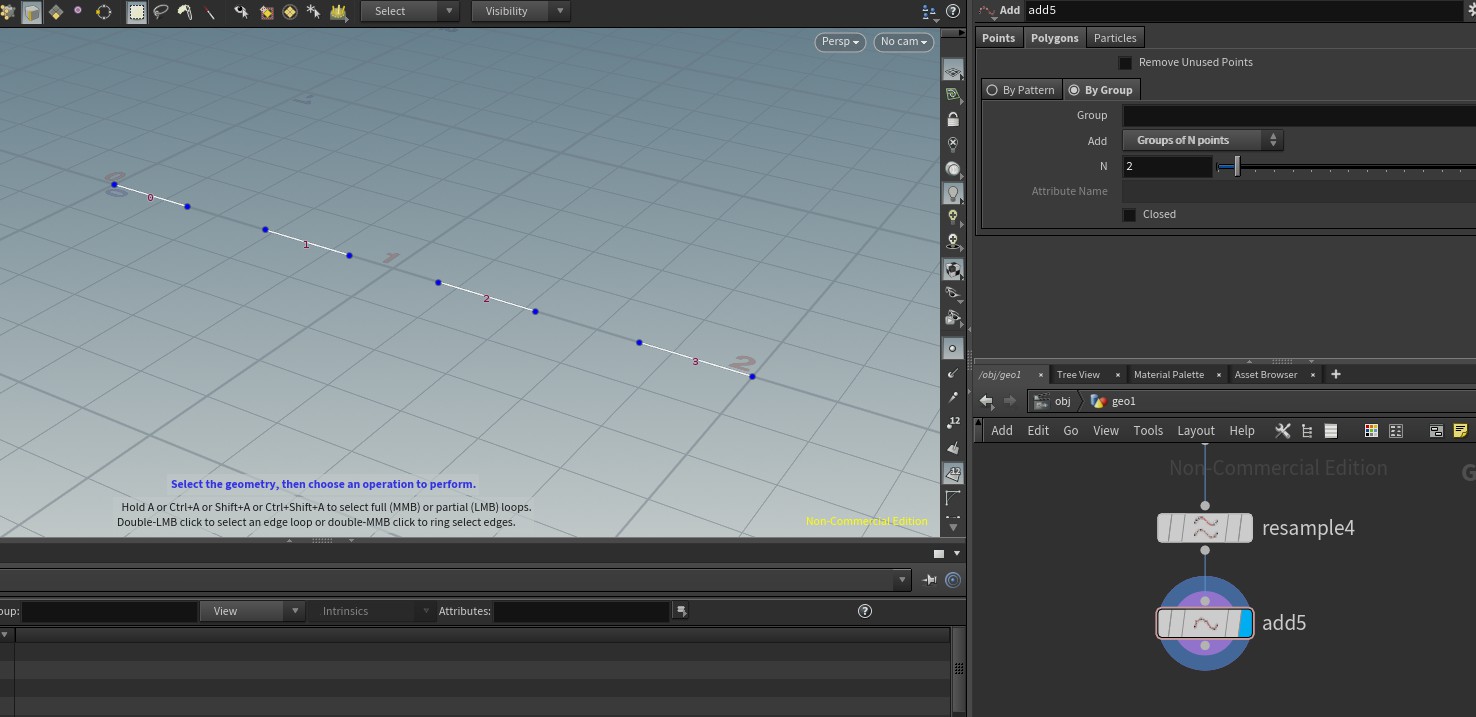 Select
Visibility
Add add5
Points Polygons Particles
Remove Unused Points
By Pattern By Group
Group
Add Groups of N points
N 2
Attribute Name
Closed
Persp No cam
0
0
1
1
2
3
2
12
12
Select the geometry, then choose an operation to perform.
Hold A or Ctrl+A or Shift+A or Ctrl+Shift+A to select full (MMB) or partial (LMB) loops.
Double-LMB click to select an edge loop or double-MMB click to ring select edges.
Non-Commercial Edition
/obj/geo1 Tree View Material Palette Asset Browser
obj geo1
Add Edit Go View Tools Layout Help
Non-Commercial Edition
G
resample4
add5
oup: View Intrinsics Attributes: